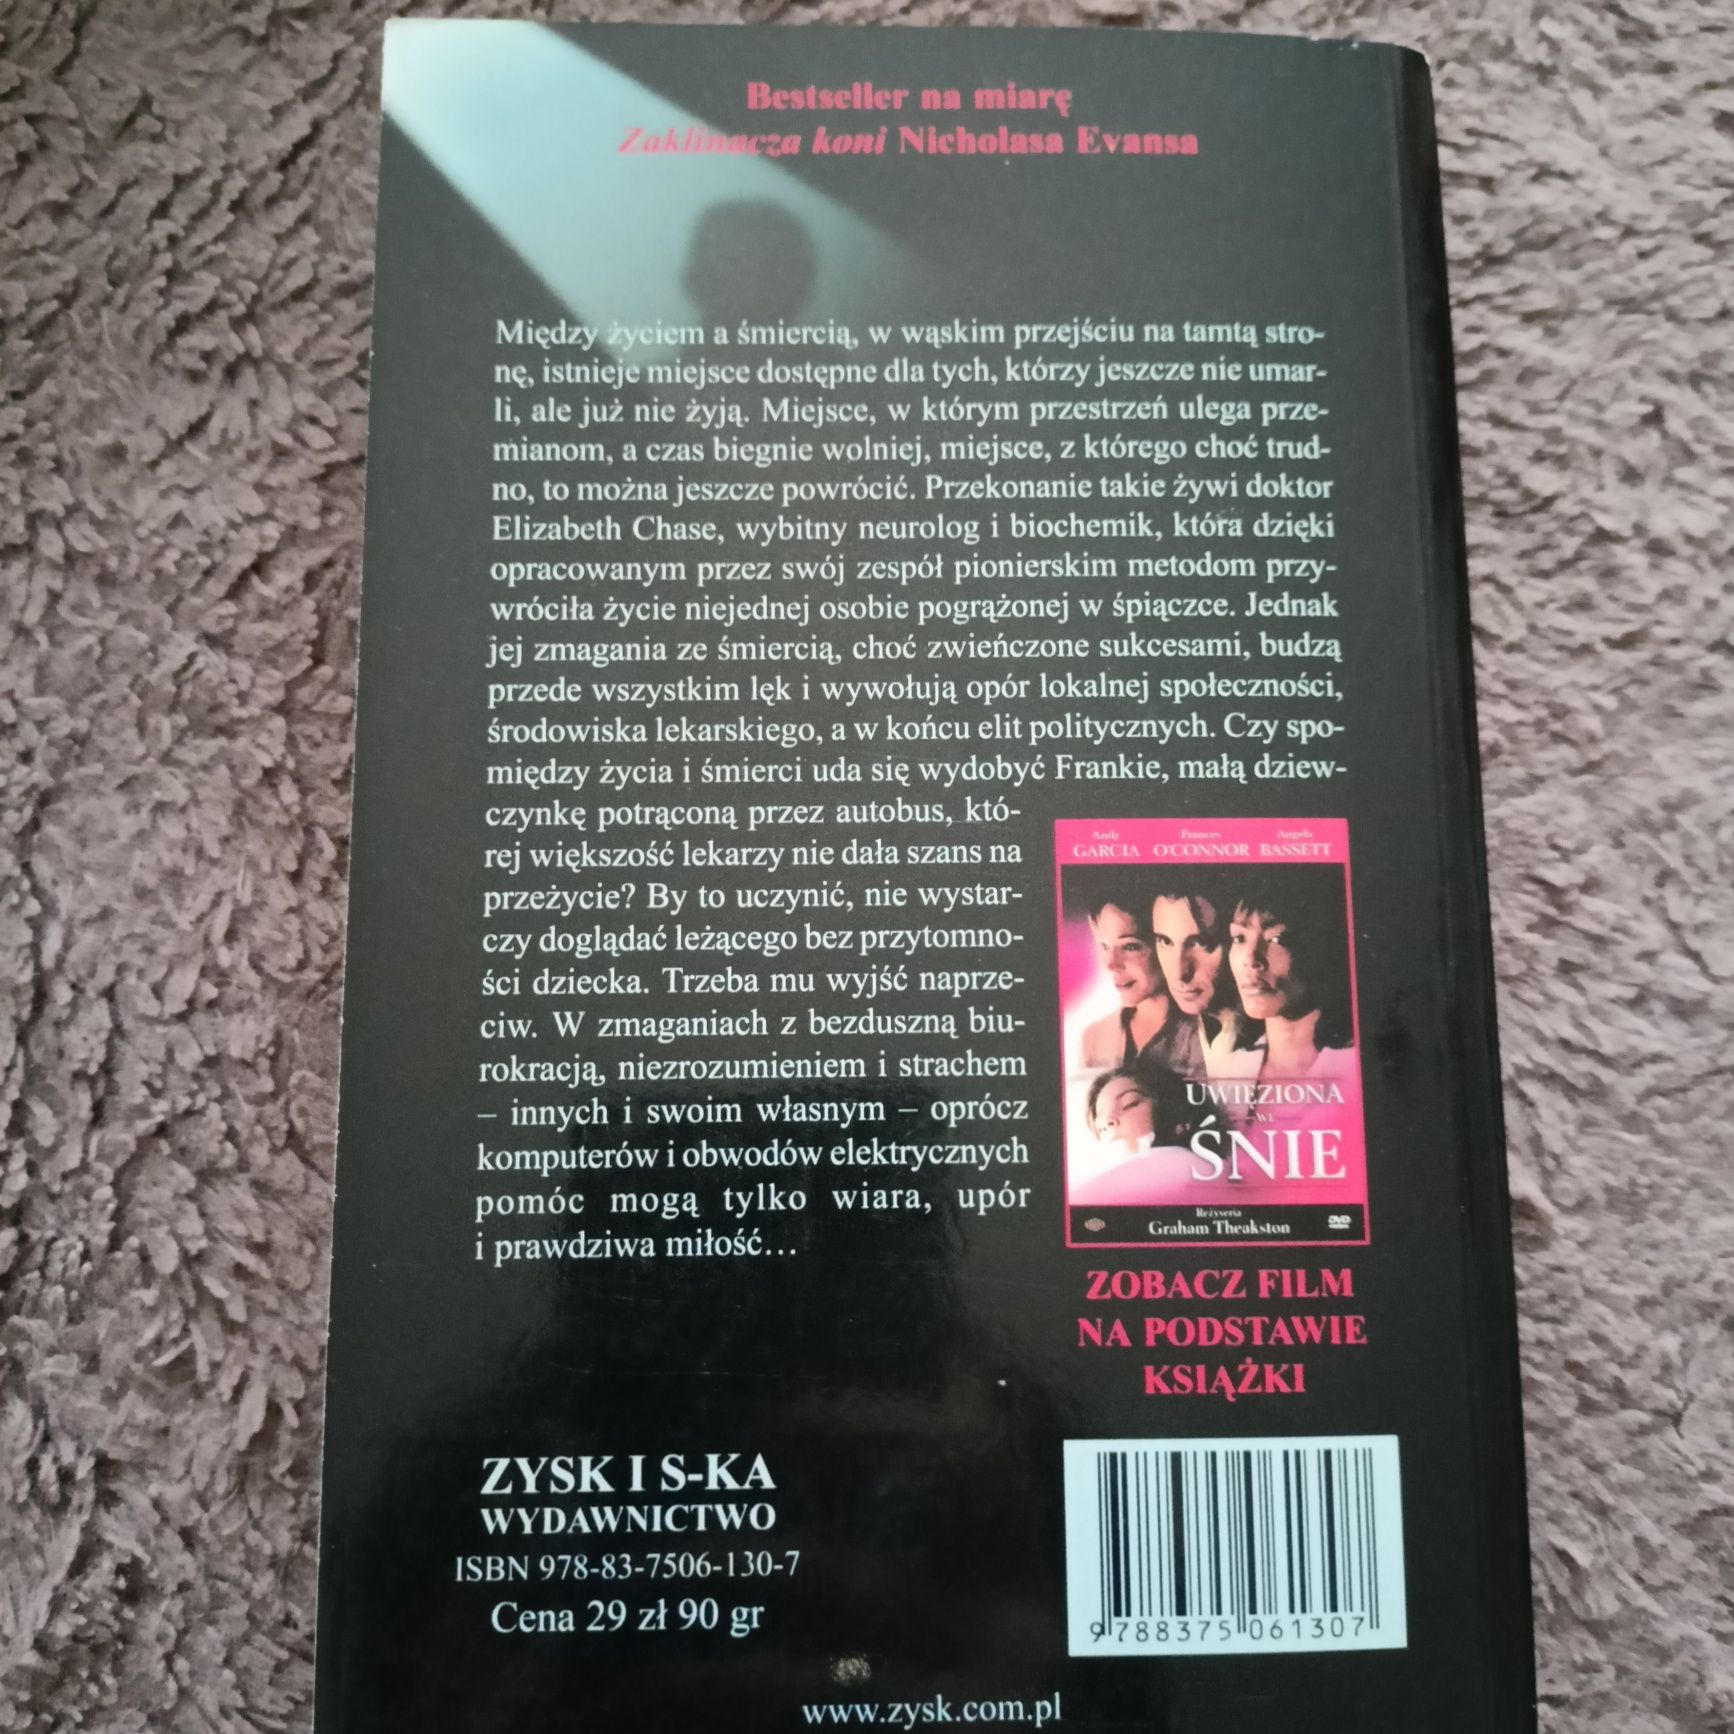 Bestseller na miarę
Zaklinacza koni Nicholasa Evansa
Między życiem a śmiercią, w wąskim przejściu na tamtą stro-
nę, istnieje miejsce dostępne dla tych, którzy jeszcze nie umar-
li, ale już nie żyją. Miejsce, w którym przestrzeń ulega prze-
mianom, a czas biegnie wolniej, miejsce, z którego choć trud-
no, to można jeszcze powrócić. Przekonanie takie żywi doktor
Elizabeth Chase, wybitny neurolog i biochemik, która dzięki
opracowanym przez swój zespół pionierskim metodom przy-
wróciła życie niejednej osobie pogrążonej w śpiączce. Jednak
jej zmagania ze śmiercią, choć zwieńczone sukcesami, budzą
przede wszystkim lęk i wywołują opór lokalnej społeczności,
środowiska lekarskiego, a w końcu elit politycznych. Czy spo-
między życia i śmierci uda się wydobyć Frankie, małą dziew-
czynkę potrąconą przez autobus, któ-
rej większość lekarzy nie dała szans na
przeżycie? By to uczynić, nie wystar-
czy doglądać leżącego bez przytomno-
ści dziecka. Trzeba mu wyjść naprze-
ciw. W zmaganiach z bezduszną biu-
rokracją, niezrozumieniem i strachem
– innych i swoim własnym – oprócz
komputerów i obwodów elektrycznych
pomóc mogą tylko wiara, upór
i prawdziwa miłość...
Andy Frances Angela
GARCIA O'CONNOR BASSETT
UWIĘZIONA
WE
ŚNIE
Reżyseria
Graham Theakston
DVD
ZOBACZ FILM
NA PODSTAWIE
KSIĄŻKI
ZYSK I S-KA
WYDAWNICTWO
ISBN 978-83-7506-130-7
Cena 29 zł 90 gr
9 788375 061307
www.zysk.com.pl